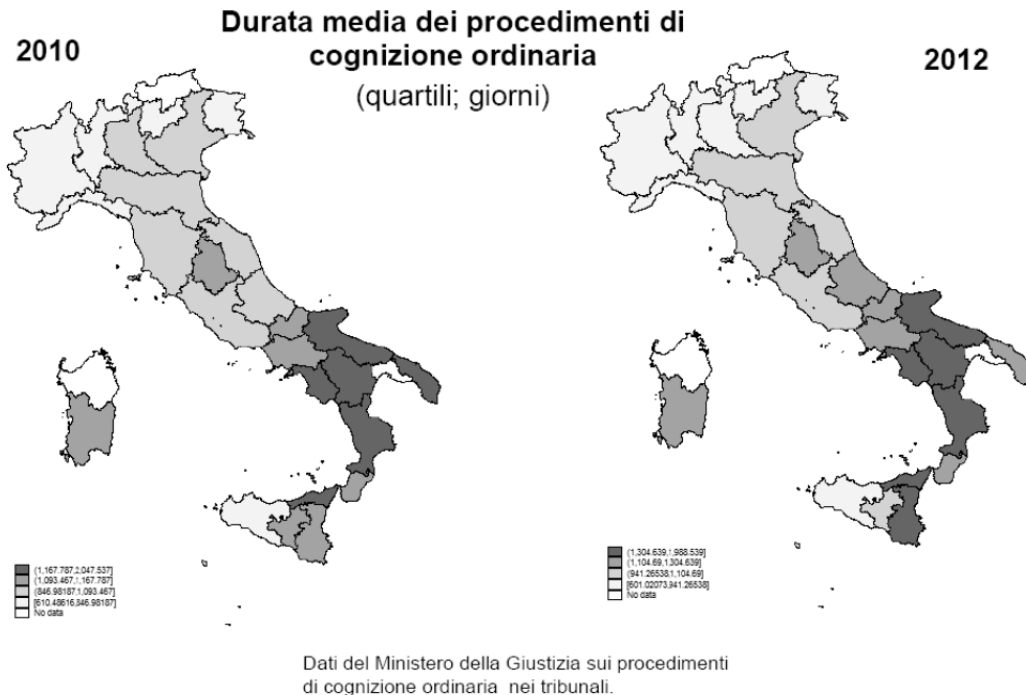 Durata media dei procedimenti di
cognizione ordinaria
(quartili; giorni)
2010
2012
(1,167.787,2,047.537]
(1,093.467,1,167.787]
(846.98187,1,093.467]
[610.48616,846.98187]
No data
(1,304.639,1,988.539]
(1,104.69,1,304.639]
(941.26538,1,104.69]
[601.02073,941.26538]
No data
Dati del Ministero della Giustizia sui procedimenti
di cognizione ordinaria nei tribunali.